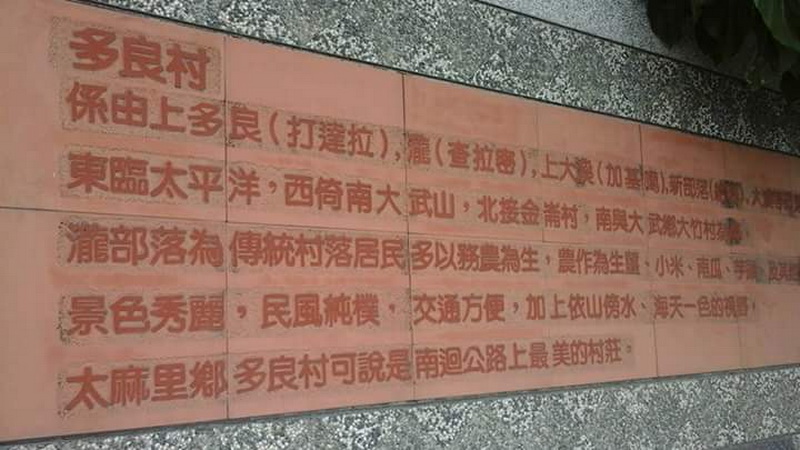 多良村
係由上多良(打達拉),瀧(查拉密),上大溪(加基萬),新部落
東臨太平洋，西倚南大武山，北接金崙村，南與大武鄉大竹村為
瀧部落為傳統村落居民多以務農為生，農作為生薑、小米、南瓜、芋頭、及其
景色秀麗，民風純樸，交通方便，加上依山傍水、海天一色的視野，
太麻里鄉多良村可說是南迴公路上最美的村莊。